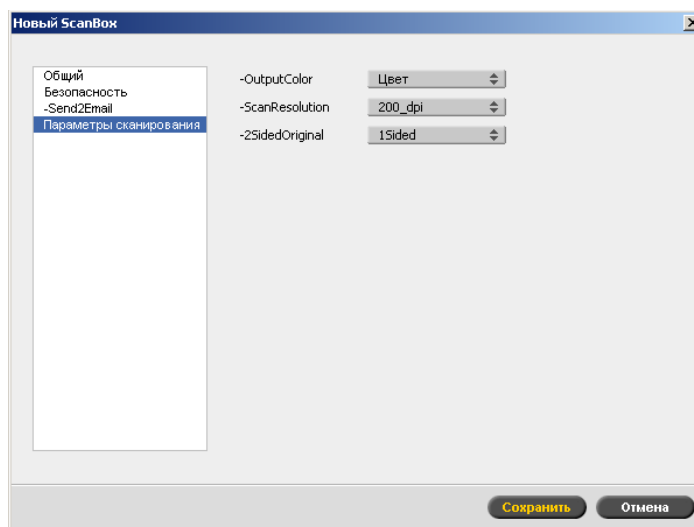 Новый ScanBox
Общий
Безопасность
-Send2Email
Параметры сканирования
-OutputColor Цвет
-ScanResolution 200_dpi
-2SidedOriginal 1Sided
Сохранить Отмена